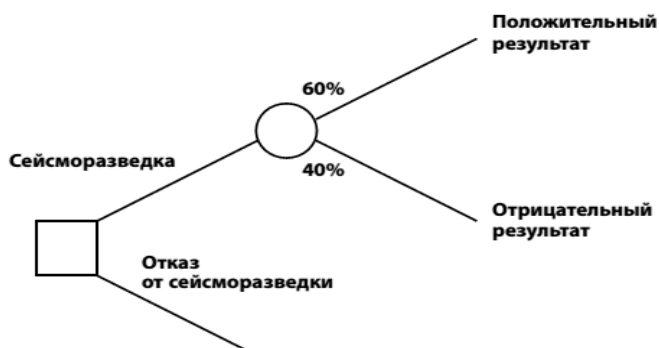 Положительный
результат
60%
Сейсморазведка
40%
Отрицательный
результат
Отказ
от сейсморазведки